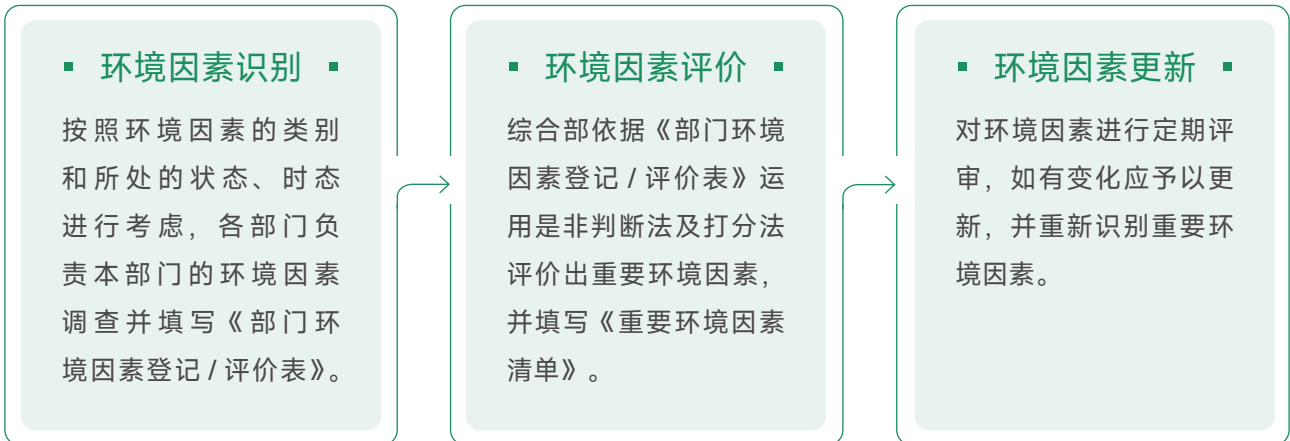 环境因素识别
按照环境因素的类别
和所处的状态、时态
进行考虑，各部门负
责本部门的环境因素
调查并填写《部门环
境因素登记 / 评价表》。
环境因素评价
综合部依据《部门环境
因素登记 / 评价表》运
用是非判断法及打分法
评价出重要环境因素，
并填写《重要环境因素
清单》。
环境因素更新
对环境因素进行定期评
审，如有变化应予以更
新，并重新识别重要环
境因素。